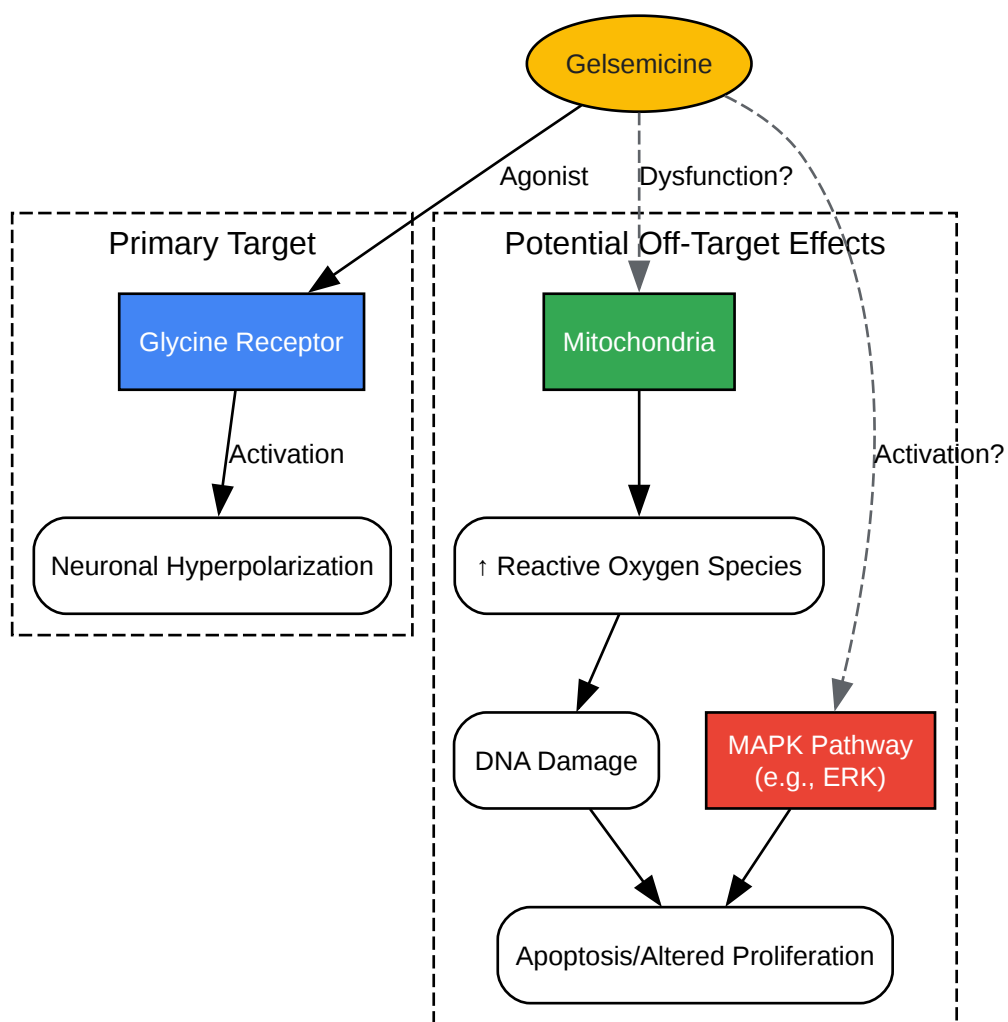 Gelsemicine
Agonist
Dysfunction?
Primary Target
Potential Off-Target Effects
Glycine Receptor
Mitochondria
Activation
Activation?
Neuronal Hyperpolarization
↑ Reactive Oxygen Species
DNA Damage
MAPK Pathway
(e.g., ERK)
Apoptosis/Altered Proliferation